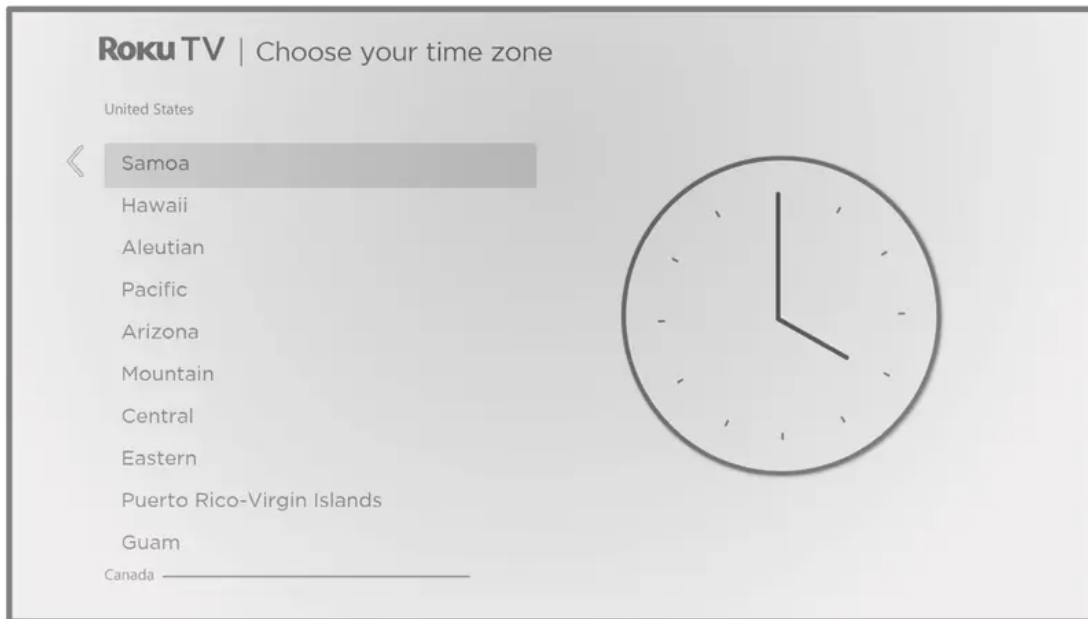 Roku TV | Choose your time zone
United States
Samoa
Hawaii
Aleutian
Pacific
Arizona
Mountain
Central
Eastern
Puerto Rico-Virgin Islands
Guam
Canada